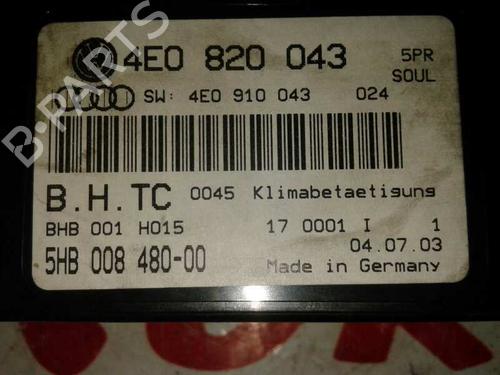 4E0 820 043 5PR
SOUL
SW: 4E0 910 043 024
B.H.TC 0045 Klimabetaetigung
BHB 001 H015 17 0001 I 1
04.07.03
5HB 008 480-00 Made in Germany
B-PARTS